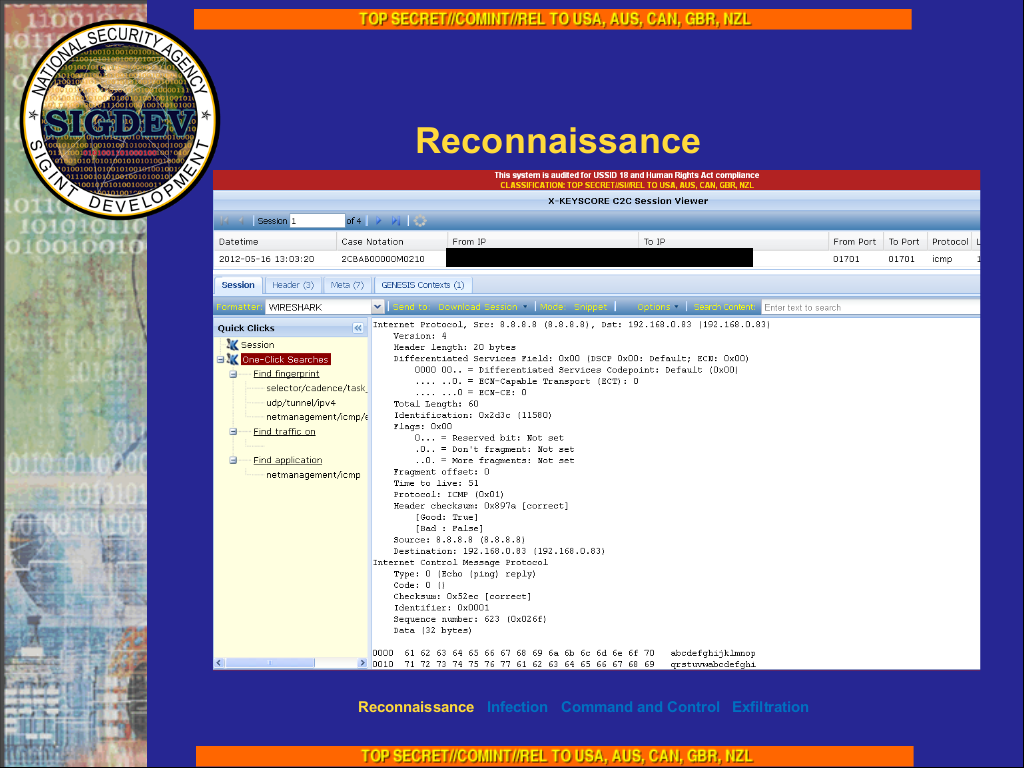 TOP SECRET//COMINT//REL TO USA, AUS, CAN, GBR, NZL
NATIONAL SECURITY AGENCY
SIGDEV
SIGINT DEVELOPMENT
Reconnaissance
This system is audited for USSID 18 and Human Rights Act compliance
CLASSIFICATION: TOP SECRET//SI//REL TO USA, AUS, CAN, GBR, NZL
X-KEYSCORE C2C Session Viewer
Session 1 of 4
Datetime Case Notation From IP To IP From Port To Port Protocol L
2012-05-16 13:03:20 2CBAB00000M0210 01701 01701 icmp 1
Session Header (3) Meta (7) GENESIS Contexts (1)
Formatter: WIRESHARK Send to: Download Session Mode: Snippet Options Search Content: Enter text to search
Quick Clicks
Session
One-Click Searches
Find fingerprint
selector/cadence/task_
udp/tunnel/ipv4
netmanagement/icmp/e
Find traffic on
Find application
netmanagement/icmp
Internet Protocol, Src: 8.8.8.8 (8.8.8.8), Dst: 192.168.0.83 (192.168.0.83)
Version: 4
Header length: 20 bytes
Differentiated Services Field: 0x00 (DSCP 0x00: Default; ECN: 0x00)
0000 00.. = Differentiated Services Codepoint: Default (0x00)
.... ..0. = ECN-Capable Transport (ECT): 0
.... ...0 = ECN-CE: 0
Total Length: 60
Identification: 0x2d3c (11580)
Flags: 0x00
0... = Reserved bit: Not set
.0.. = Don't fragment: Not set
..0. = More fragments: Not set
Fragment offset: 0
Time to live: 51
Protocol: ICMP (0x01)
Header checksum: 0x897a [correct]
[Good: True]
[Bad : False]
Source: 8.8.8.8 (8.8.8.8)
Destination: 192.168.0.83 (192.168.0.83)
Internet Control Message Protocol
Type: 0 (Echo (ping) reply)
Code: 0 ()
Checksum: 0x52ec [correct]
Identifier: 0x0001
Sequence number: 623 (0x026f)
Data (32 bytes)
0000 61 62 63 64 65 66 67 68 69 6a 6b 6c 6d 6e 6f 70 abcdefghijklmnop
0010 71 72 73 74 75 76 77 61 62 63 64 65 66 67 68 69 qrstuvwabcdefghi
Reconnaissance Infection Command and Control Exfiltration
TOP SECRET//COMINT//REL TO USA, AUS, CAN, GBR, NZL